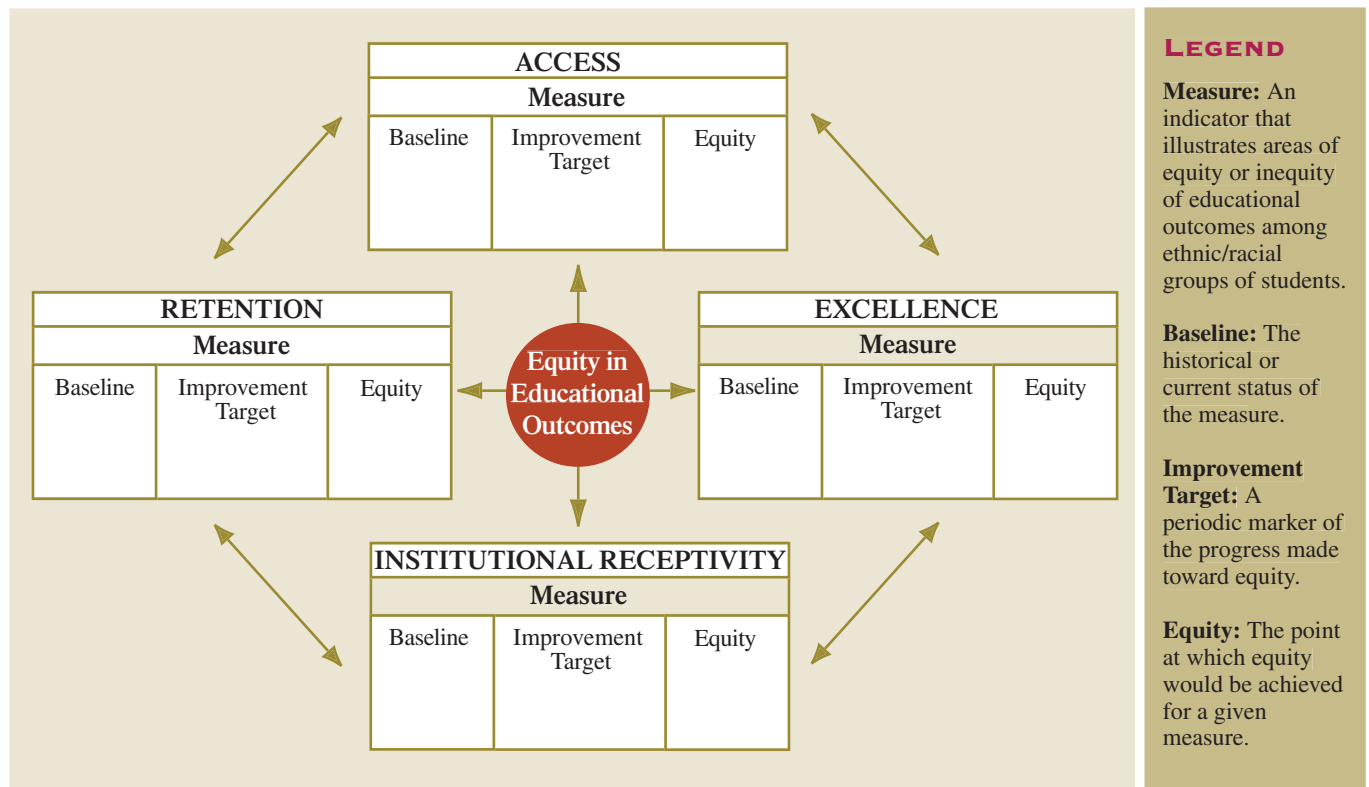 ACCESS
Measure
Baseline
Improvement
Target
Equity
RETENTION
Measure
Baseline
Improvement
Target
Equity
Equity in
Educational
Outcomes
EXCELLENCE
Measure
Baseline
Improvement
Target
Equity
INSTITUTIONAL RECEPTIVITY
Measure
Baseline
Improvement
Target
Equity
LEGEND
Measure: An
indicator that
illustrates areas of
equity or inequity
of educational
outcomes among
ethnic/racial
groups of students.
Baseline: The
historical or
current status of
the measure.
Improvement
Target: A
periodic marker of
the progress made
toward equity.
Equity: The point
at which equity
would be achieved
for a given
measure.